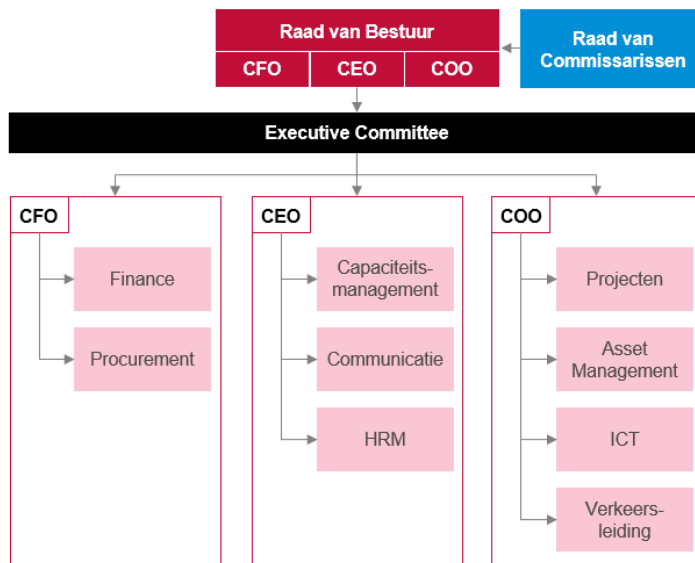 Raad van Bestuur
CFO
CEO
COO
Raad van
Commissarissen
Executive Committee
CFO
Finance
Procurement
CEO
Capaciteits-
management
Communicatie
HRM
COO
Projecten
Asset
Management
ICT
Verkeers-
leiding